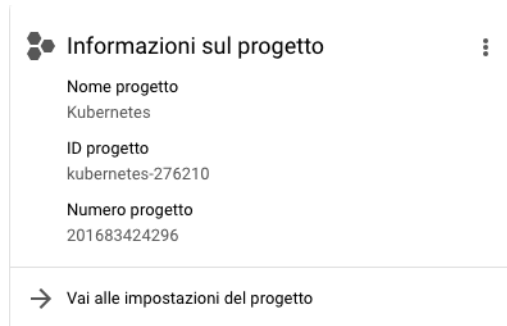 Informazioni sul progetto
Nome progetto
Kubernetes
ID progetto
kubernetes-276210
Numero progetto
201683424296
Vai alle impostazioni del progetto